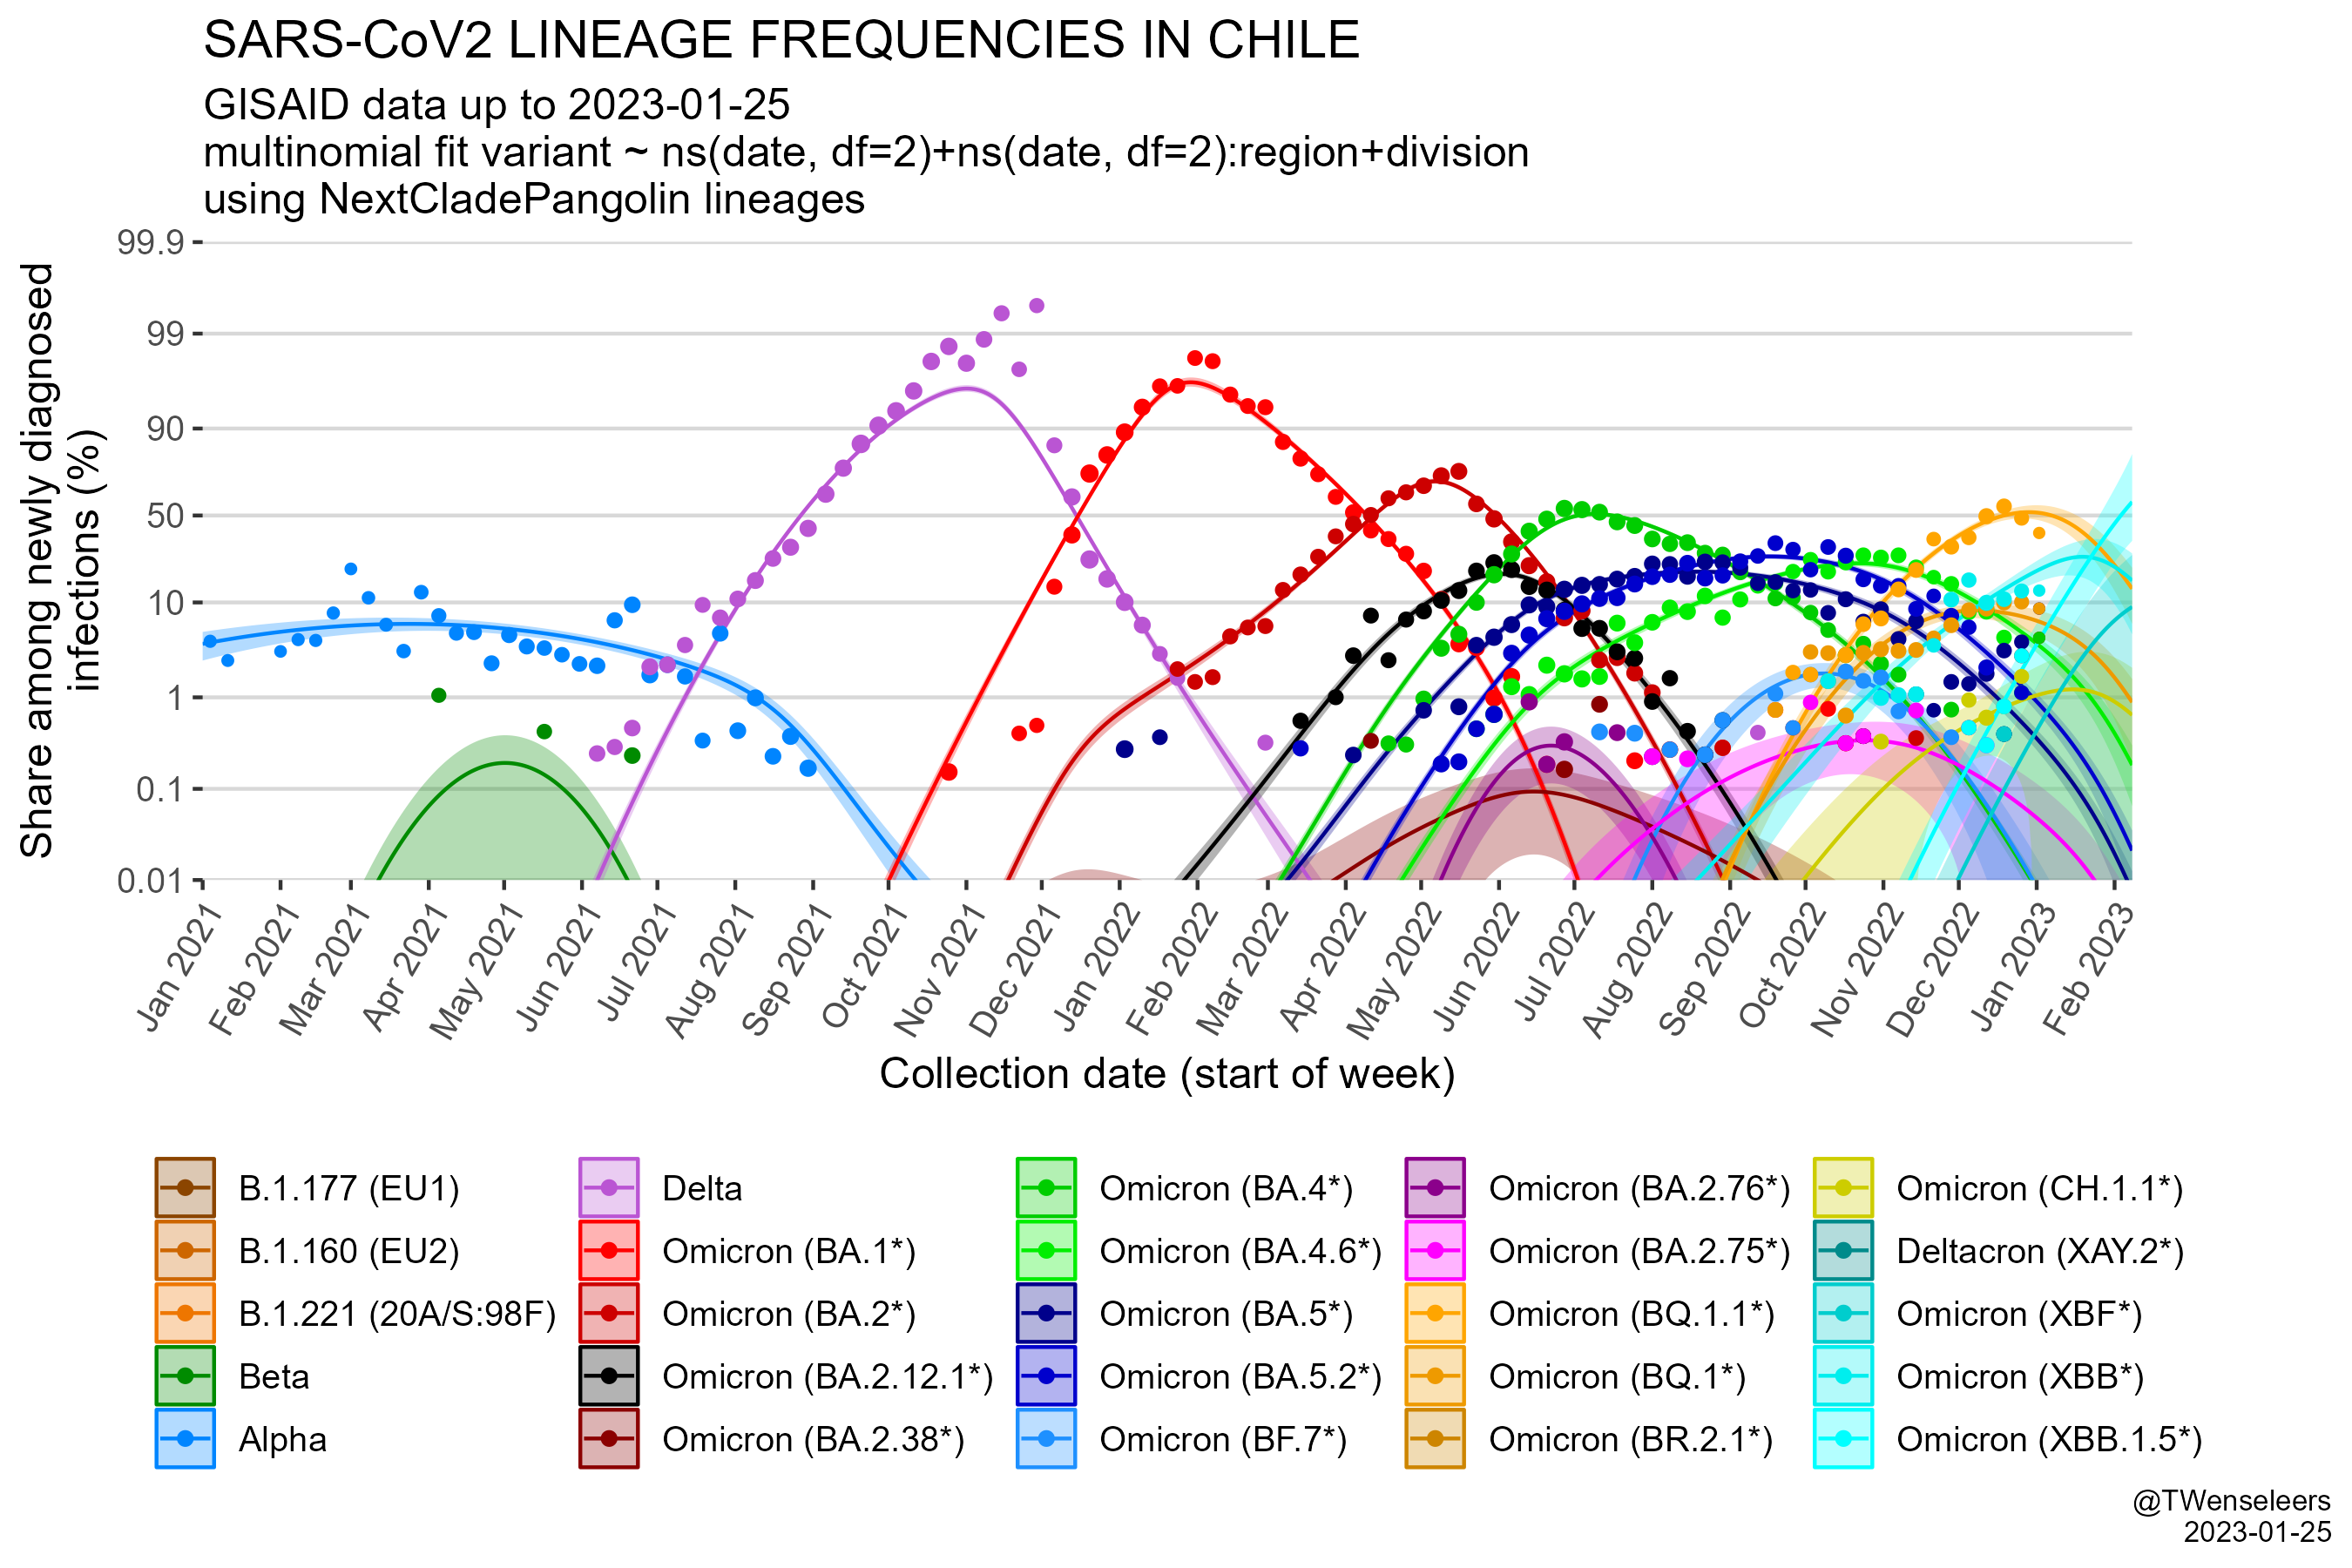 SARS-CoV2 LINEAGE FREQUENCIES IN CHILE
GISAID data up to 2023-01-25
multinomial fit variant ~ ns(date, df=2)+ns(date, df=2):region+division
using NextCladePangolin lineages
Share among newly diagnosed
infections (%)
99.9
99
90
50
10
1
0.1
0.01
Jan 2021
Feb 2021
Mar 2021
Apr 2021
May 2021
Jun 2021
Jul 2021
Aug 2021
Sep 2021
Oct 2021
Nov 2021
Dec 2021
Jan 2022
Feb 2022
Mar 2022
Apr 2022
May 2022
Jun 2022
Jul 2022
Aug 2022
Sep 2022
Oct 2022
Nov 2022
Dec 2022
Jan 2023
Feb 2023
Collection date (start of week)
B.1.177 (EU1)
B.1.160 (EU2)
B.1.221 (20A/S:98F)
Beta
Alpha
Delta
Omicron (BA.1*)
Omicron (BA.2*)
Omicron (BA.2.12.1*)
Omicron (BA.2.38*)
Omicron (BA.4*)
Omicron (BA.4.6*)
Omicron (BA.5*)
Omicron (BA.5.2*)
Omicron (BF.7*)
Omicron (BA.2.76*)
Omicron (BA.2.75*)
Omicron (BQ.1.1*)
Omicron (BQ.1*)
Omicron (BR.2.1*)
Omicron (CH.1.1*)
Deltacron (XAY.2*)
Omicron (XBF*)
Omicron (XBB*)
Omicron (XBB.1.5*)
@TWenseleers
2023-01-25